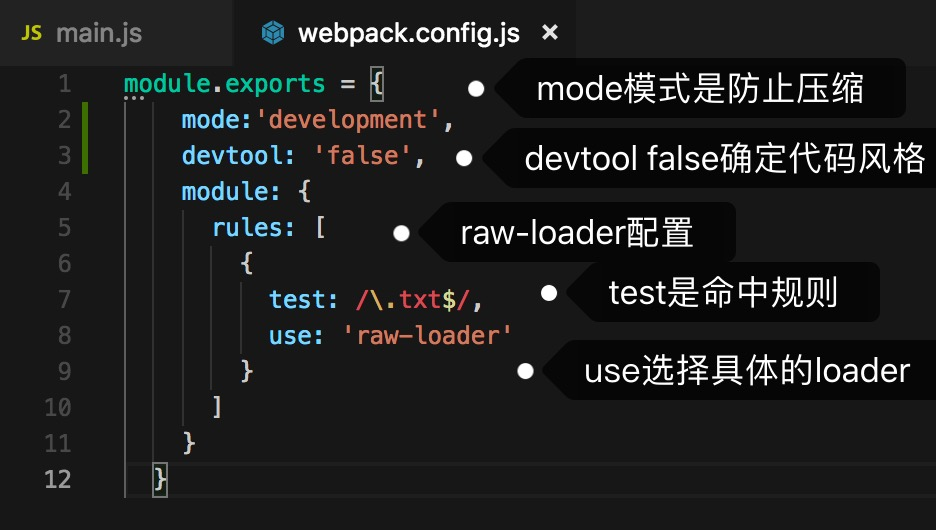 JS main.js
webpack.config.js ×
1 module.exports = {
mode模式是防止压缩
2 mode:'development',
3 devtool: 'false',
devtool false确定代码风格
4 module: {
5 rules: [
raw-loader配置
6 {
7 test: /\.txt$/,
test是命中规则
8 use: 'raw-loader'
9 }
use选择具体的loader
10 ]
11 }
12 }